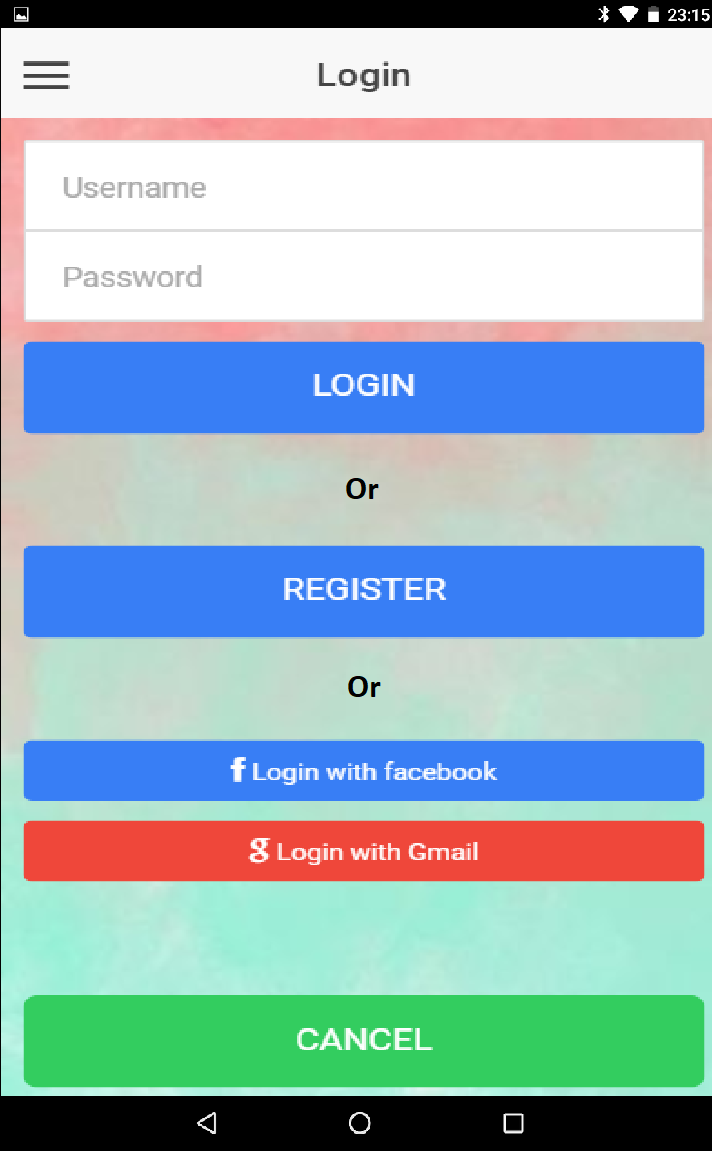 23:15
Login
Username
Password
LOGIN
Or
REGISTER
Or
f Login with facebook
g Login with Gmail
CANCEL